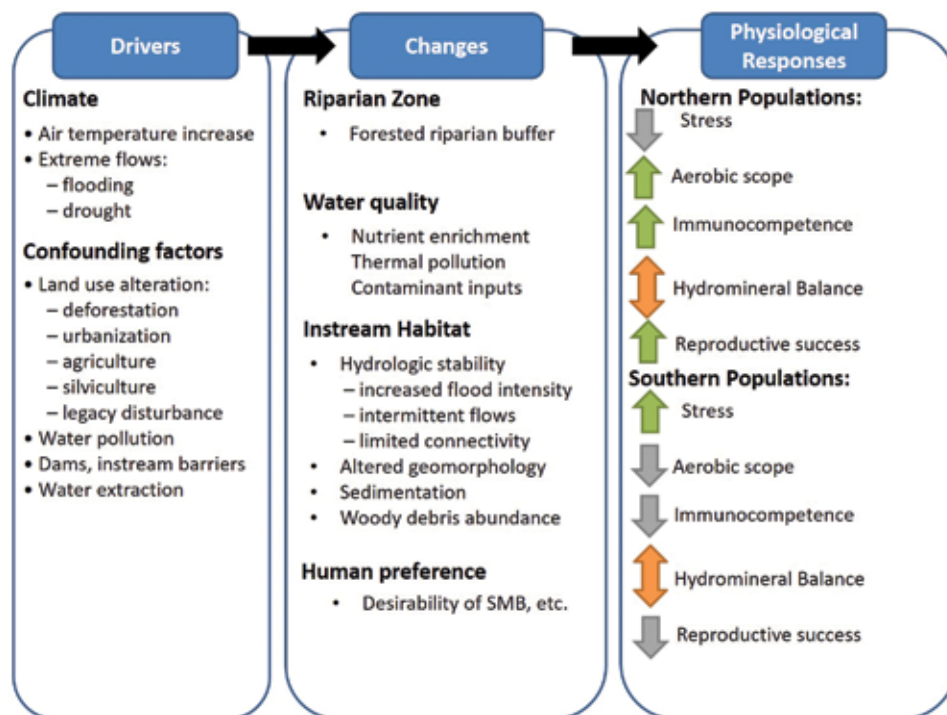 Drivers
Climate
• Air temperature increase
• Extreme flows:
– flooding
– drought
Confounding factors
• Land use alteration:
– deforestation
– urbanization
– agriculture
– silviculture
– legacy disturbance
• Water pollution
• Dams, instream barriers
• Water extraction
Changes
Riparian Zone
• Forested riparian buffer
Water quality
• Nutrient enrichment
Thermal pollution
Contaminant inputs
Instream Habitat
• Hydrologic stability
– increased flood intensity
– intermittent flows
– limited connectivity
• Altered geomorphology
• Sedimentation
• Woody debris abundance
Human preference
• Desirability of SMB, etc.
Physiological
Responses
Northern Populations:
Stress
Aerobic scope
Immunocompetence
Hydromineral Balance
Reproductive success
Southern Populations:
Stress
Aerobic scope
Immunocompetence
Hydromineral Balance
Reproductive success